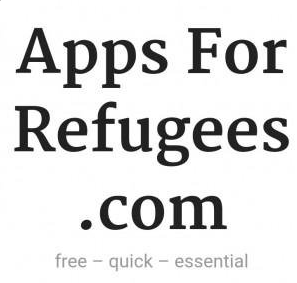 Apps For
Refugees
.com
free – quick – essential